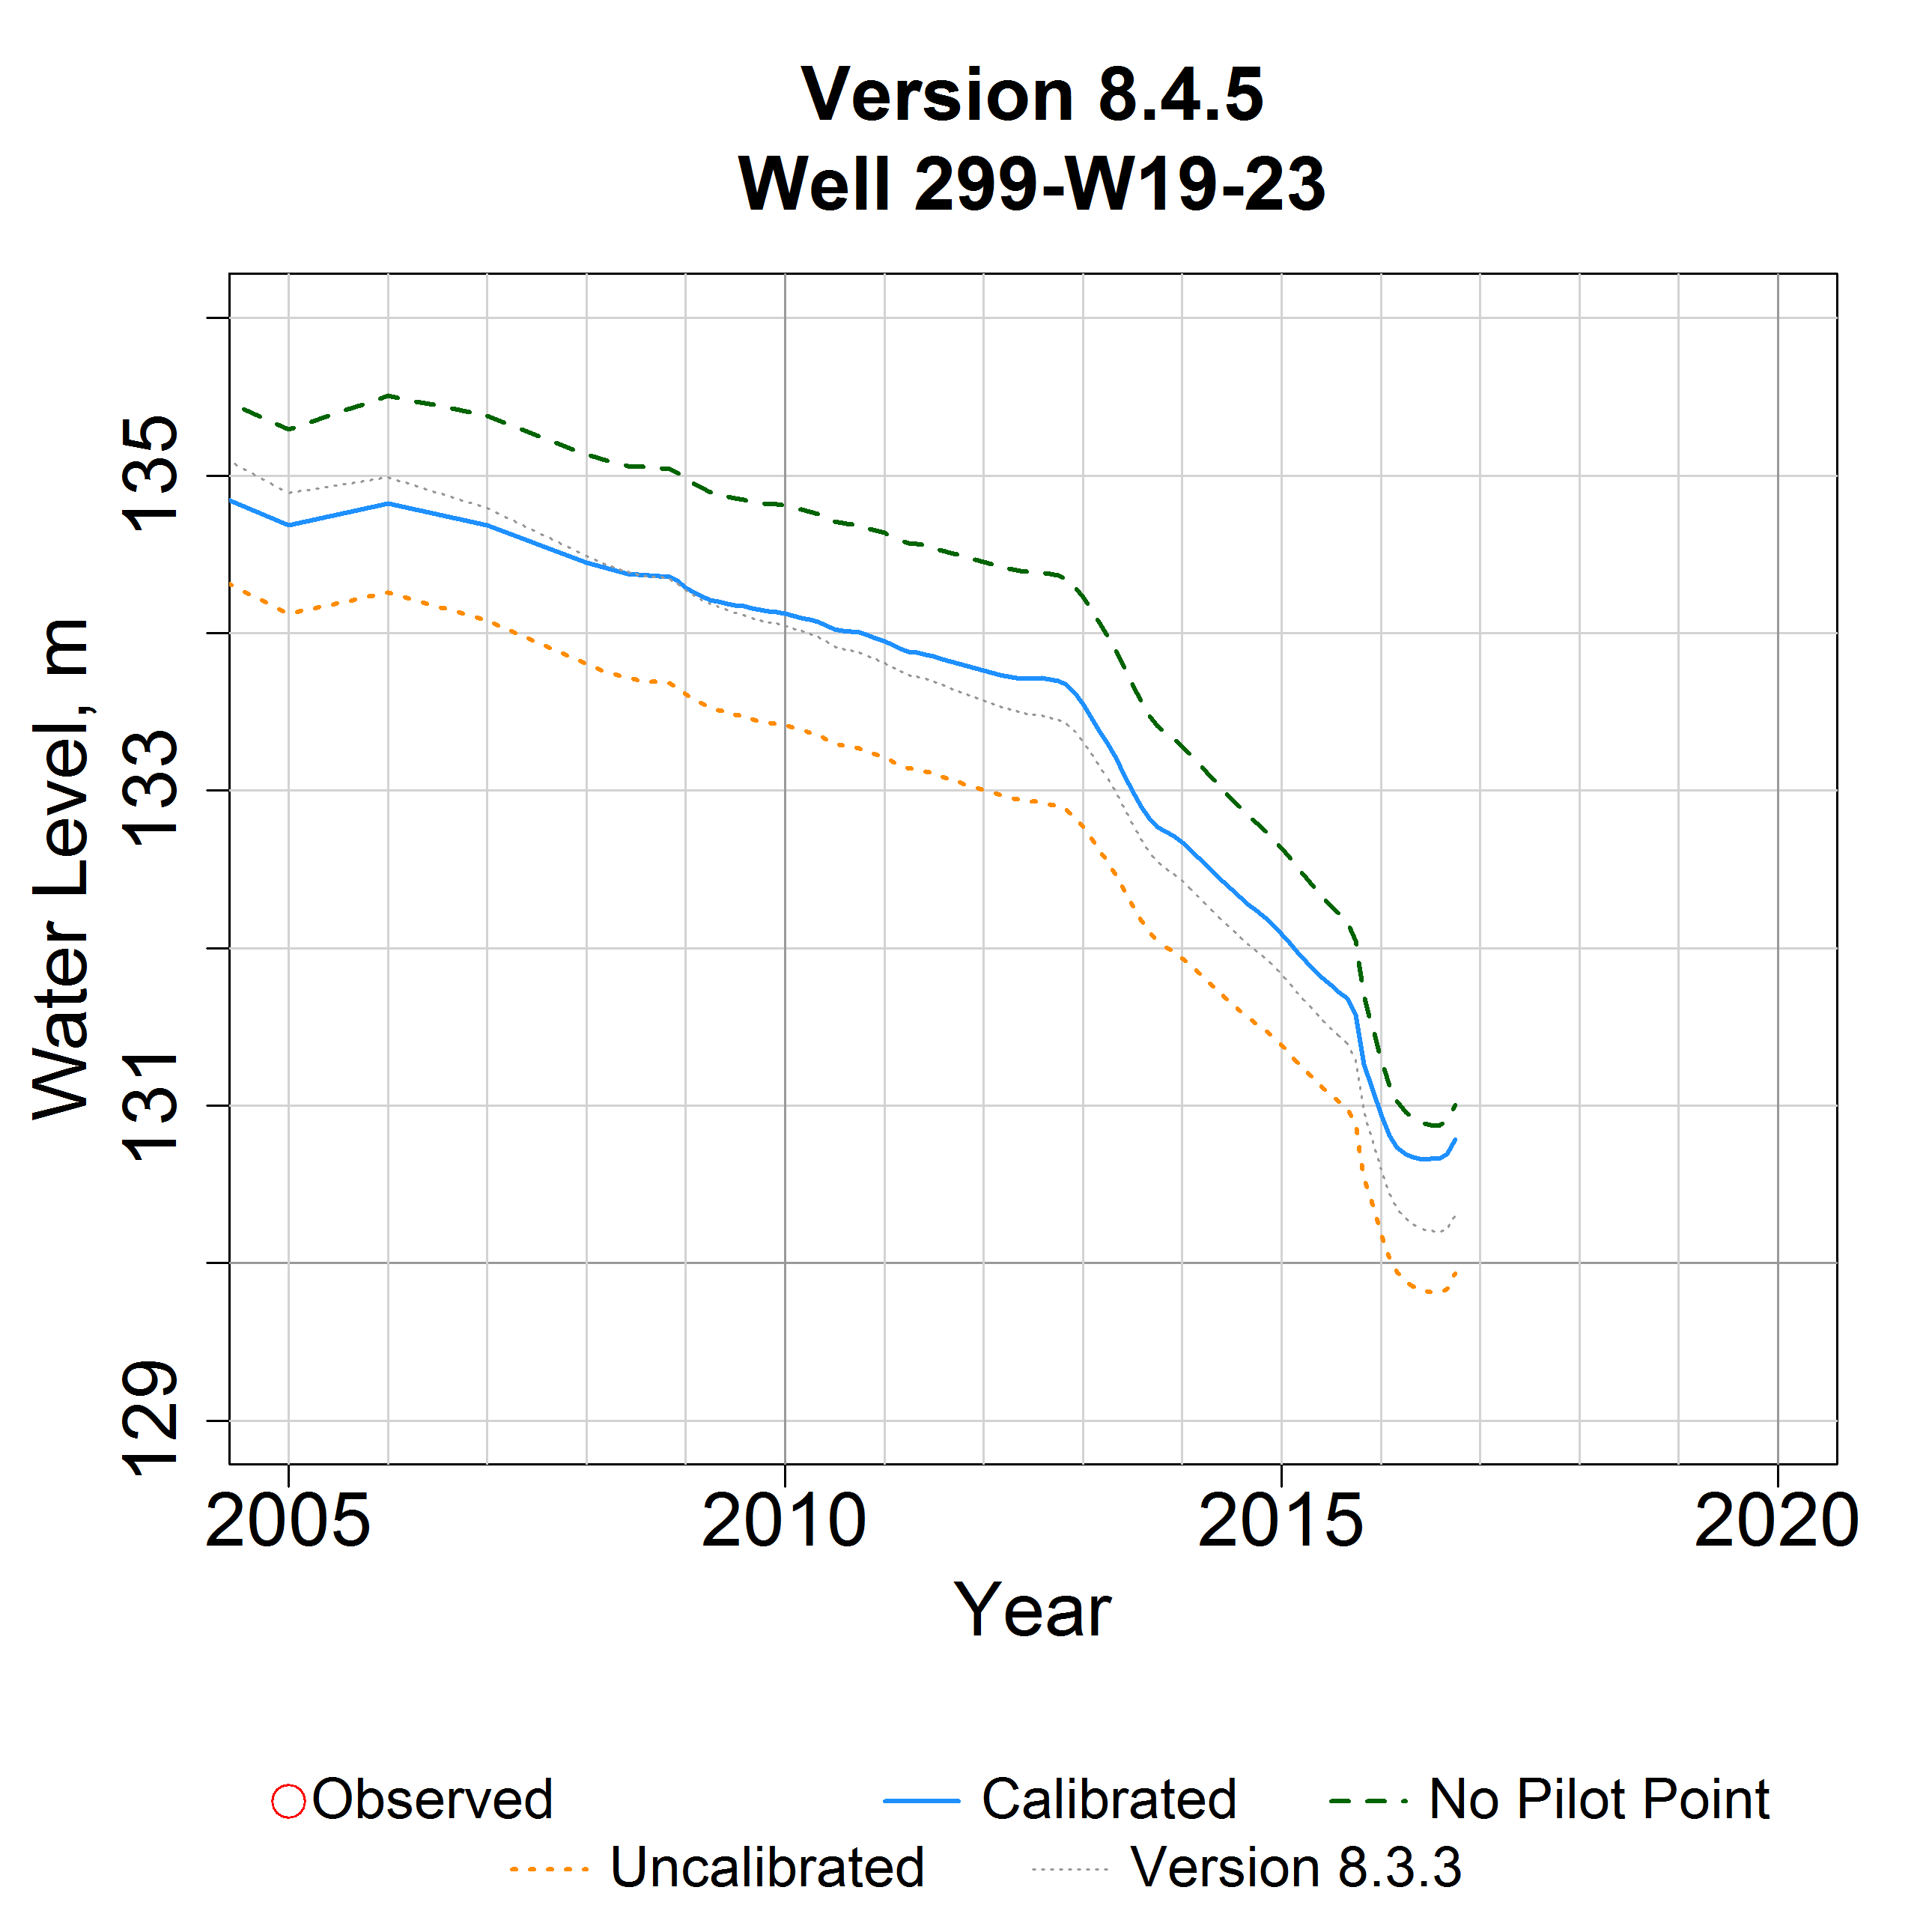 Version 8.4.5
Well 299-W19-23
Water Level, m
135
133
131
129
2005 2010 2015 2020
Year
Observed Calibrated No Pilot Point
Uncalibrated Version 8.3.3